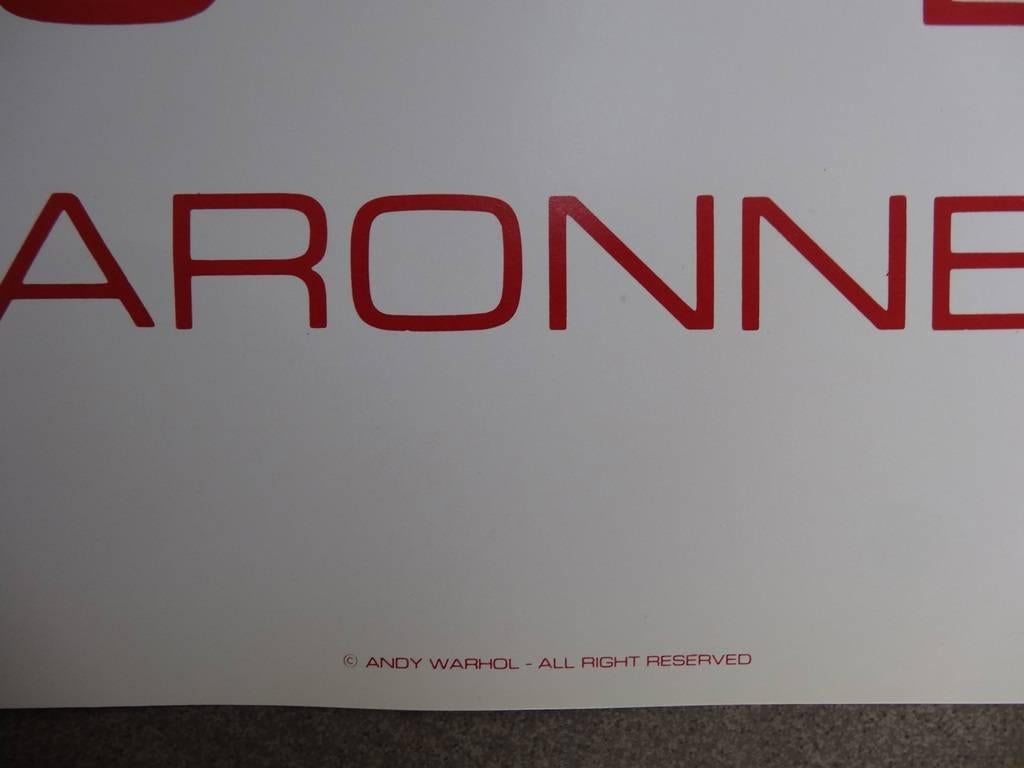 ARONNE
© ANDY WARHOL - ALL RIGHT RESERVED